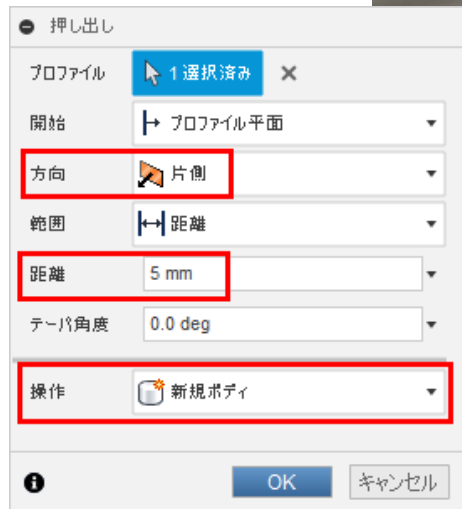 押し出し
プロファイル 1 選択済み
開始 プロファイル平面
方向 片側
範囲 距離
距離 5 mm
テーパ角度 0.0 deg
操作 新規ボディ
OK キャンセル